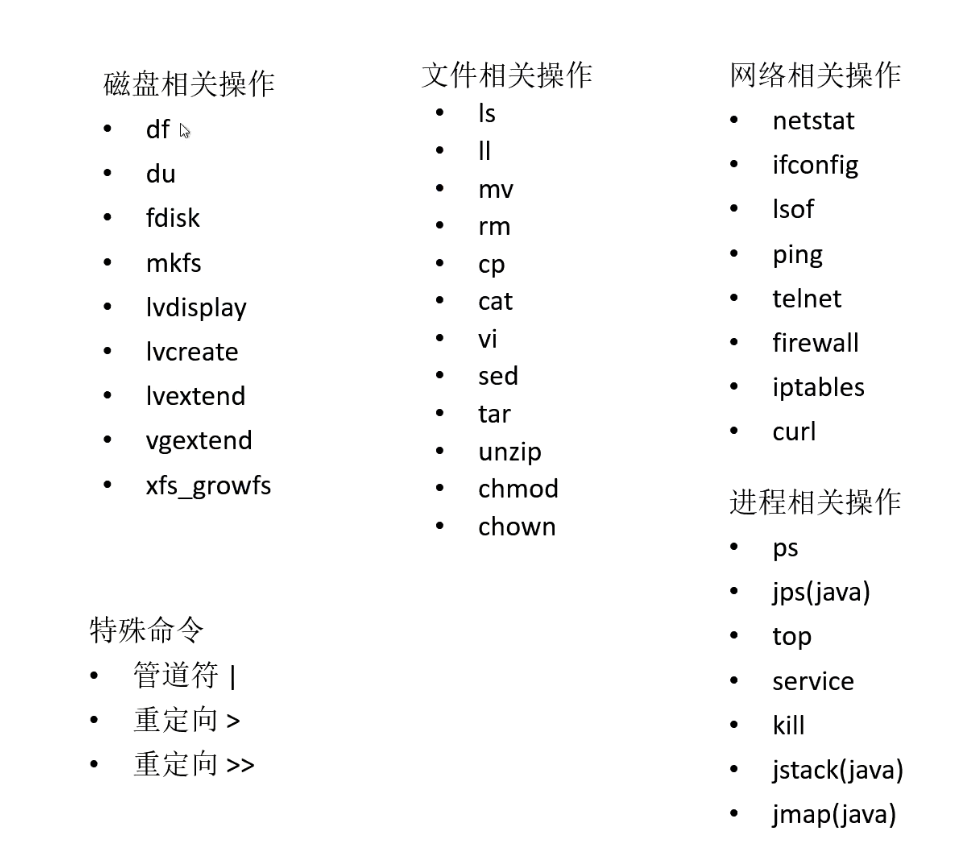 磁盘相关操作
• df
• du
• fdisk
• mkfs
• lvdisplay
• lvcreate
• lvextend
• vgextend
• xfs_growfs
特殊命令
• 管道符 |
• 重定向 >
• 重定向 >>
文件相关操作
• ls
• ll
• mv
• rm
• cp
• cat
• vi
• sed
• tar
• unzip
• chmod
• chown
网络相关操作
• netstat
• ifconfig
• lsof
• ping
• telnet
• firewall
• iptables
• curl
进程相关操作
• ps
• jps(java)
• top
• service
• kill
• jstack(java)
• jmap(java)